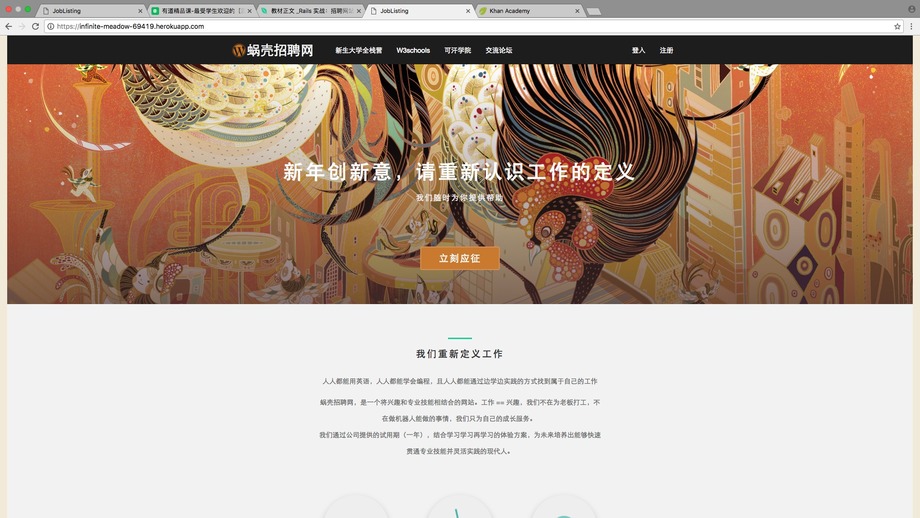 JobListing
有道精品课-最受学生欢迎的
教材正文_Rails 实战：招聘网站
JobListing
Khan Academy
https://infinite-meadow-69419.herokuapp.com
蜗壳招聘网
新生大学全栈营
W3schools
可汗学院
交流论坛
登入
注册
新年创新意，请重新认识工作的定义
我们随时为你提供帮助
立刻应征
我们重新定义工作
人人都能用英语，人人都能学会编程，且人人都能通过边学边实践的方式找到属于自己的工作
蜗壳招聘网，是一个将兴趣和专业技能相结合的网站。工作 == 兴趣，我们不在为老板打工，不
在做机器人能做的事情，我们只为自己的成长服务。
我们通过公司提供的试用期（一年），结合学习学习再学习的体验方案，为未来培养出能够快速
贯通专业技能并灵活实践的现代人。